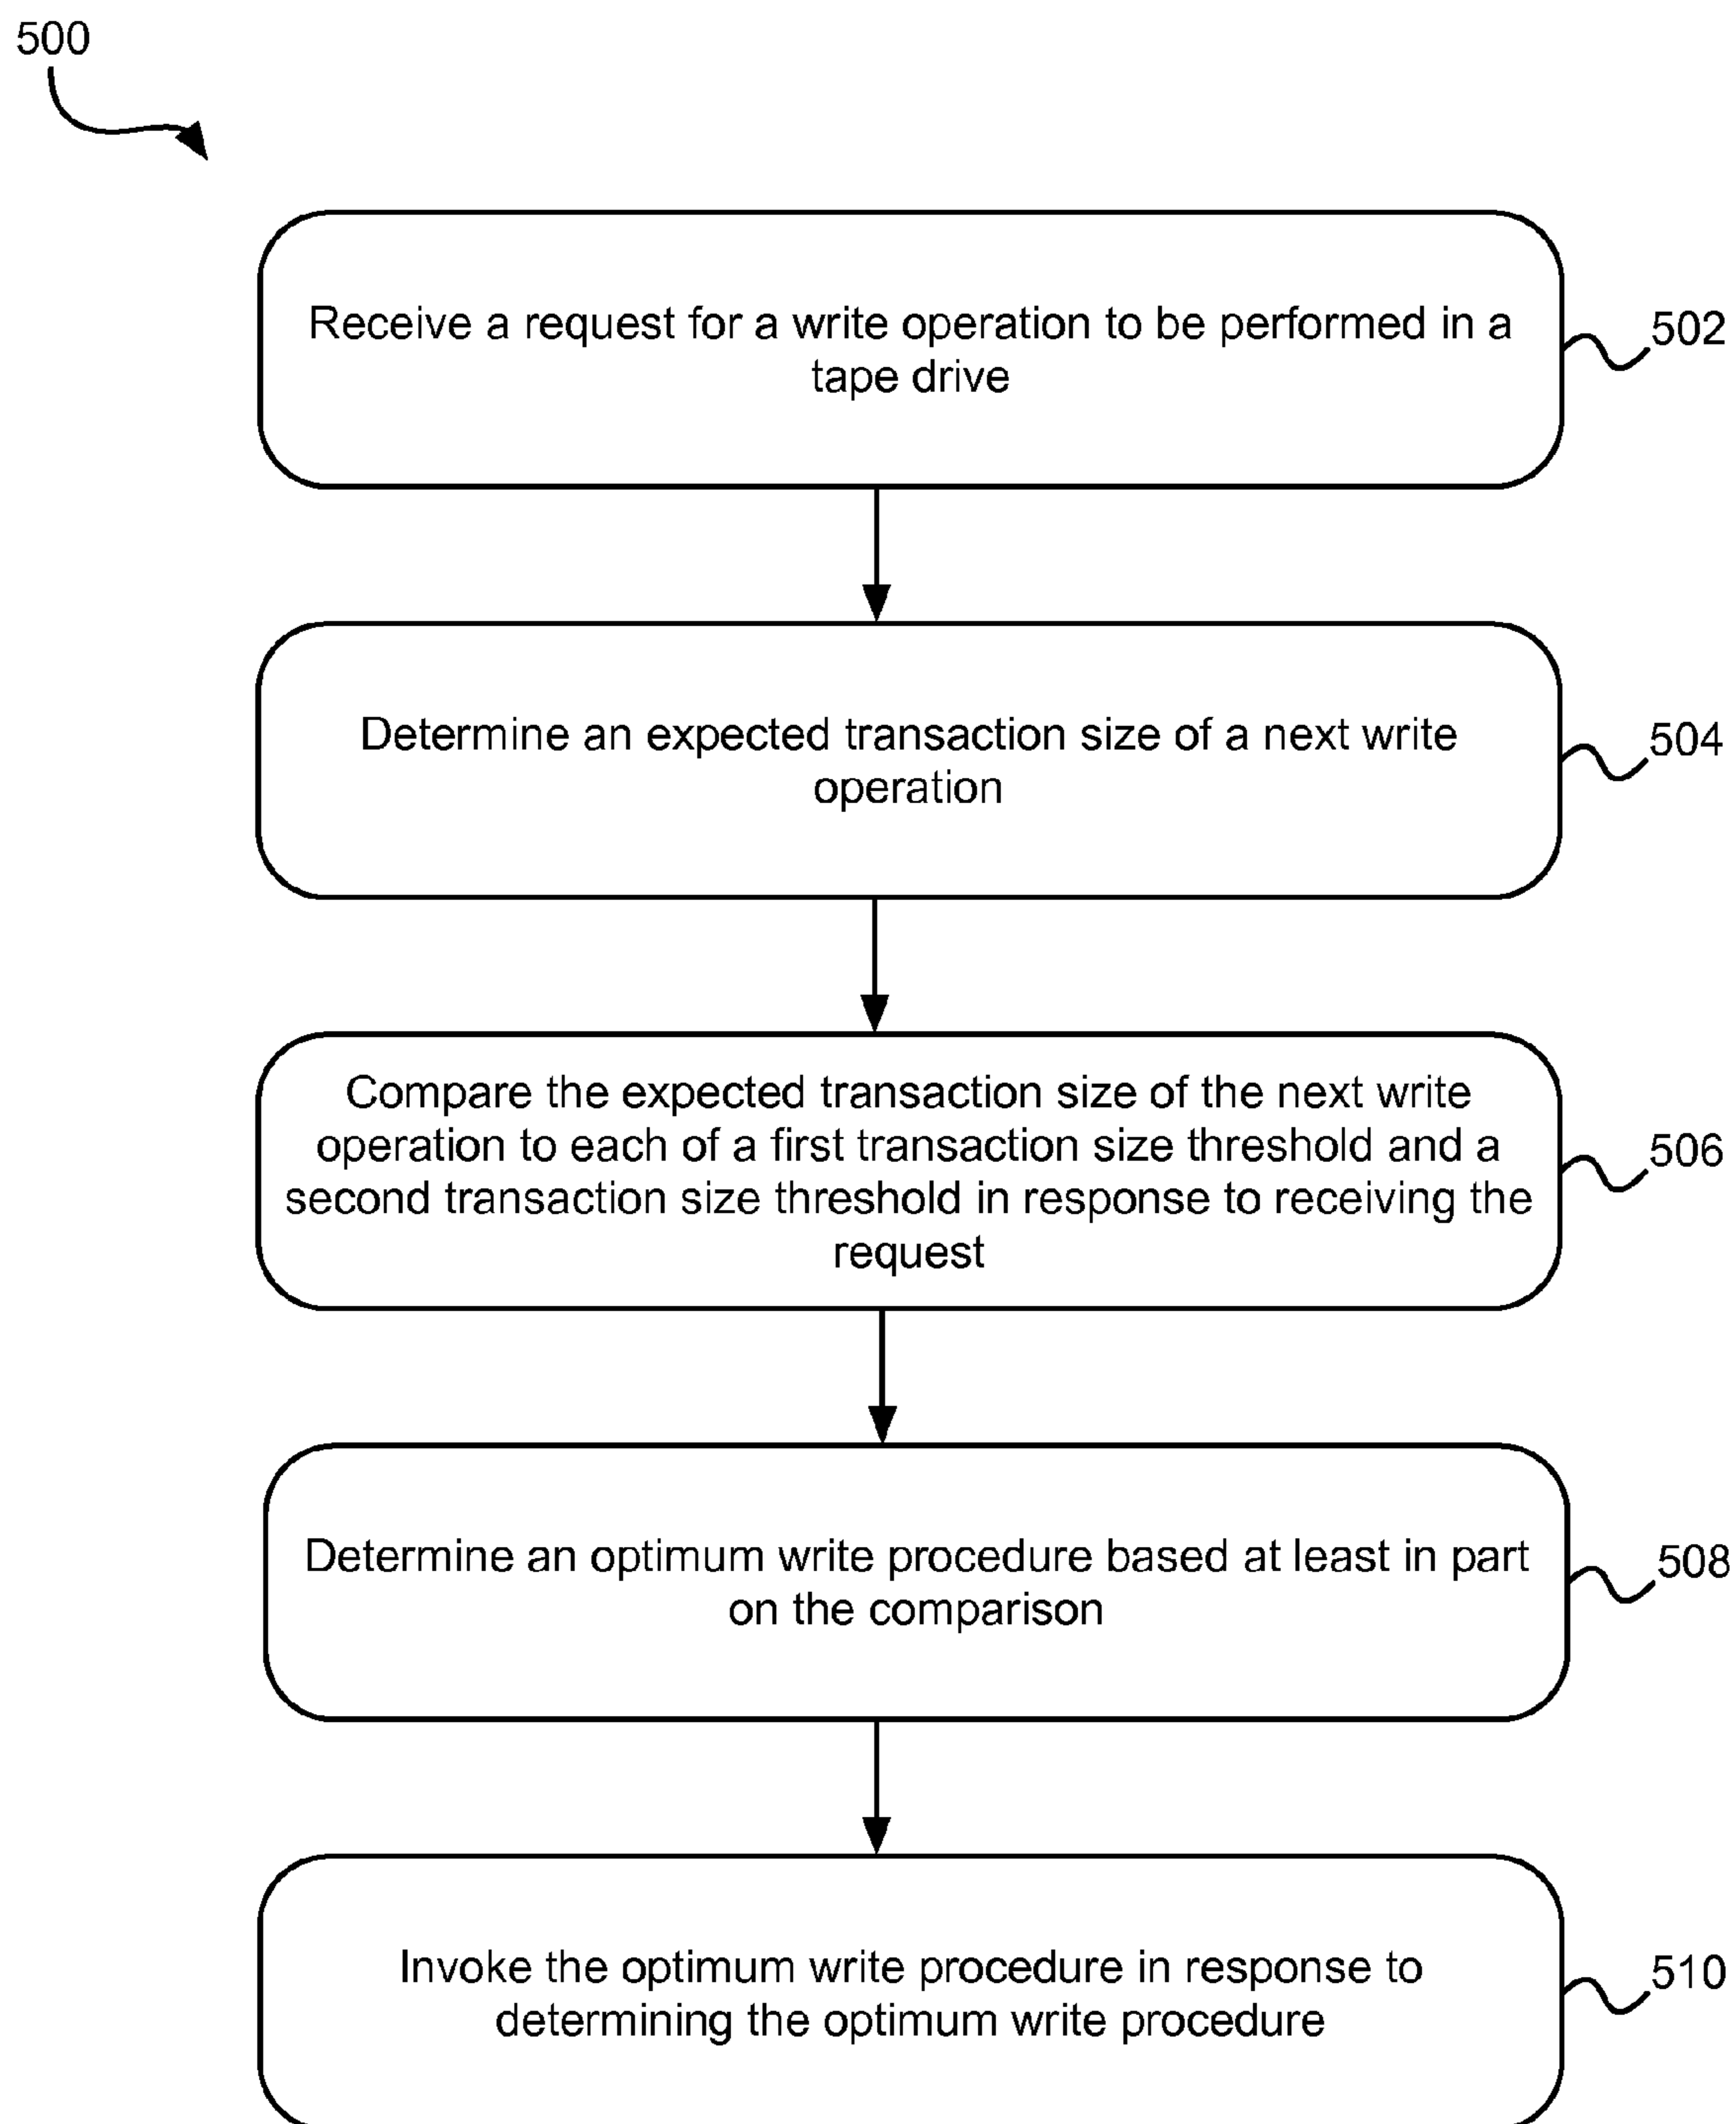 500
Receive a request for a write operation to be performed in a
tape drive
502
Determine an expected transaction size of a next write
operation
504
Compare the expected transaction size of the next write
operation to each of a first transaction size threshold and a
second transaction size threshold in response to receiving the
request
506
Determine an optimum write procedure based at least in part
on the comparison
508
Invoke the optimum write procedure in response to
determining the optimum write procedure
510